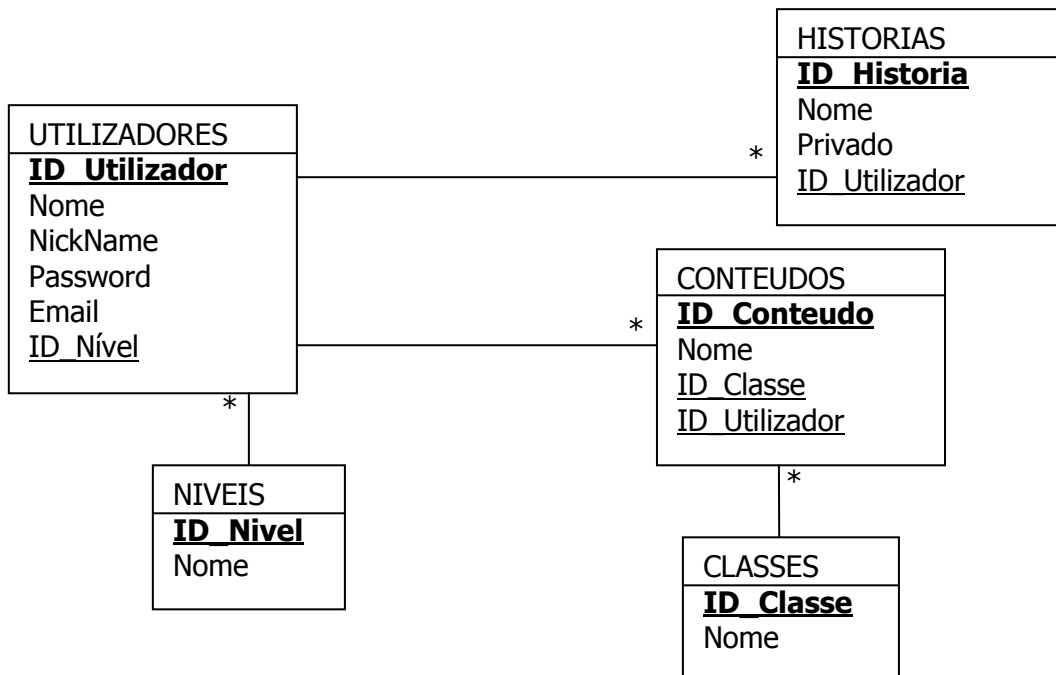 HISTORIAS
ID_Historia
Nome
Privado
ID_Utilizador
*
UTILIZADORES
ID_Utilizador
Nome
NickName
Password
Email
ID_Nível
*
CONTEUDOS
ID_Conteudo
Nome
ID_Classe
ID_Utilizador
*
*
NIVEIS
ID_Nivel
Nome
CLASSES
ID_Classe
Nome